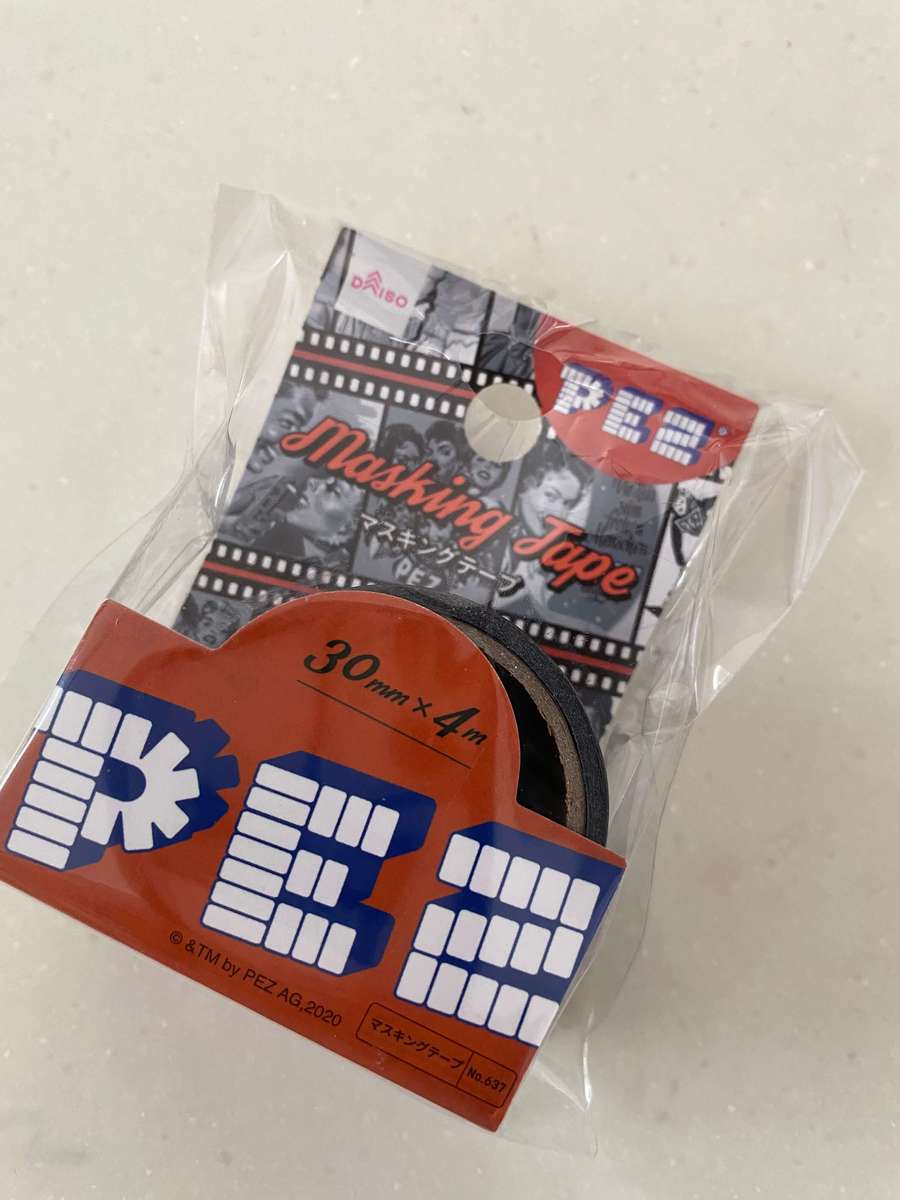 DAISO
PEZ
Masking Tape
マスキングテープ
PEZ
30mm×4m
PEZ
© &TM by PEZ AG,2020
マスキングテープ No.637